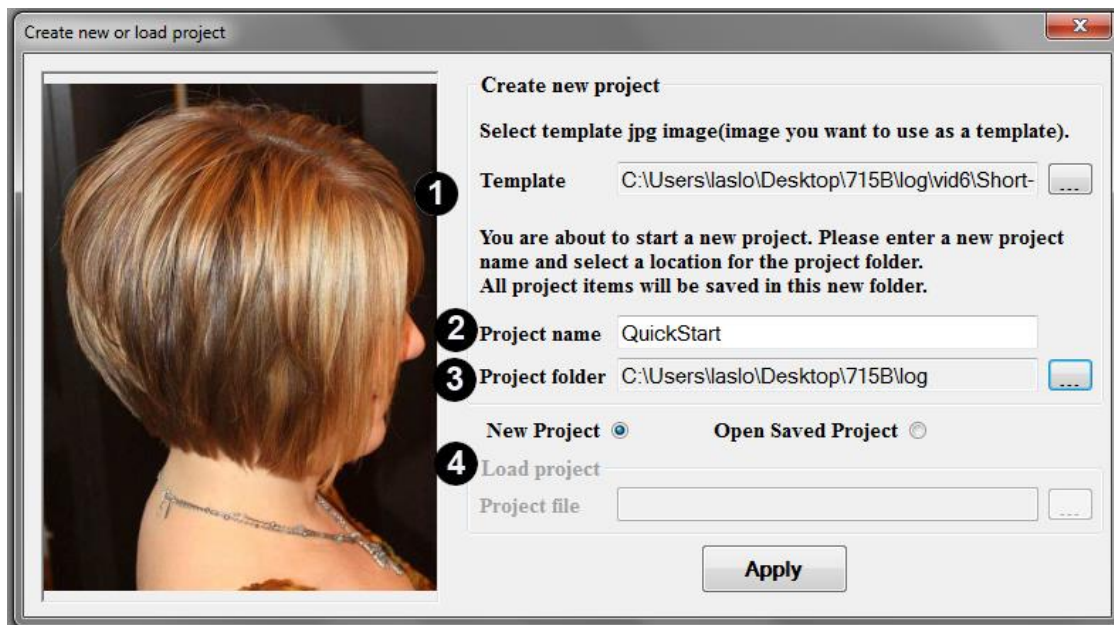 Create new or load project
Create new project
Select template jpg image(image you want to use as a template).
1
Template C:\Users\laslo\Desktop\715B\log\vid6\Short- ...
You are about to start a new project. Please enter a new project
name and select a location for the project folder.
All project items will be saved in this new folder.
2 Project name QuickStart
3 Project folder C:\Users\laslo\Desktop\715B\log ...
New Project Open Saved Project
4 Load project
Project file ...
Apply